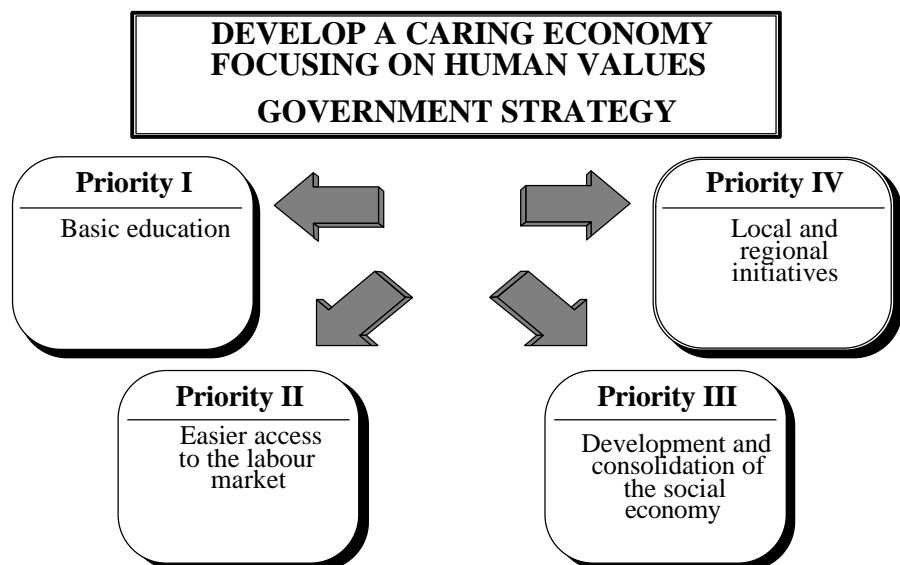 DEVELOP A CARING ECONOMY
FOCUSING ON HUMAN VALUES
GOVERNMENT STRATEGY
Priority I
Basic education
Priority II
Easier access
to the labour
market
Priority III
Development and
consolidation of
the social
economy
Priority IV
Local and
regional
initiatives